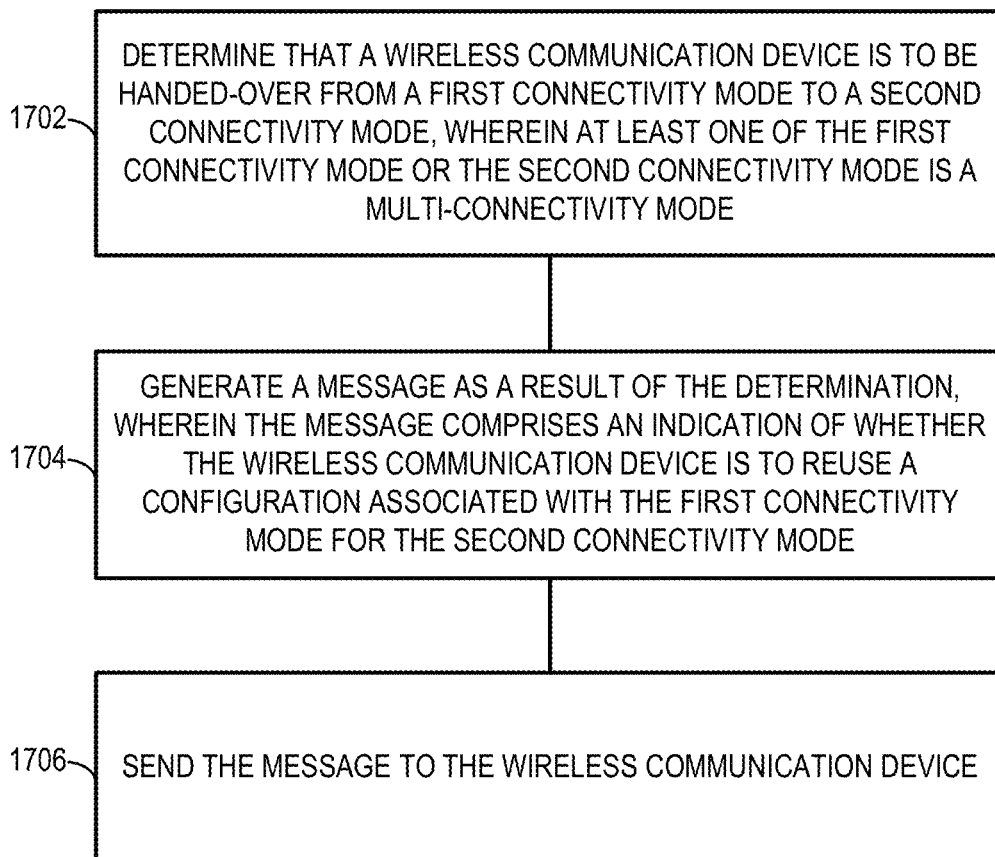 DETERMINE THAT A WIRELESS COMMUNICATION DEVICE IS TO BE
HANDED-OVER FROM A FIRST CONNECTIVITY MODE TO A SECOND
1702
CONNECTIVITY MODE, WHEREIN AT LEAST ONE OF THE FIRST
CONNECTIVITY MODE OR THE SECOND CONNECTIVITY MODE IS A
MULTI-CONNECTIVITY MODE
GENERATE A MESSAGE AS A RESULT OF THE DETERMINATION,
WHEREIN THE MESSAGE COMPRISES AN INDICATION OF WHETHER
1704
THE WIRELESS COMMUNICATION DEVICE IS TO REUSE A
CONFIGURATION ASSOCIATED WITH THE FIRST CONNECTIVITY
MODE FOR THE SECOND CONNECTIVITY MODE
1706
SEND THE MESSAGE TO THE WIRELESS COMMUNICATION DEVICE